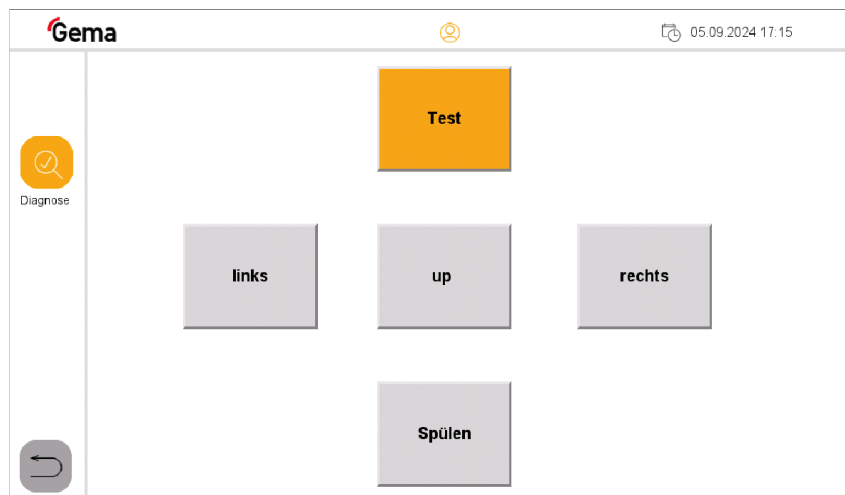 Gema
05.09.2024 17:15
Test
Diagnose
links
up
rechts
Spülen